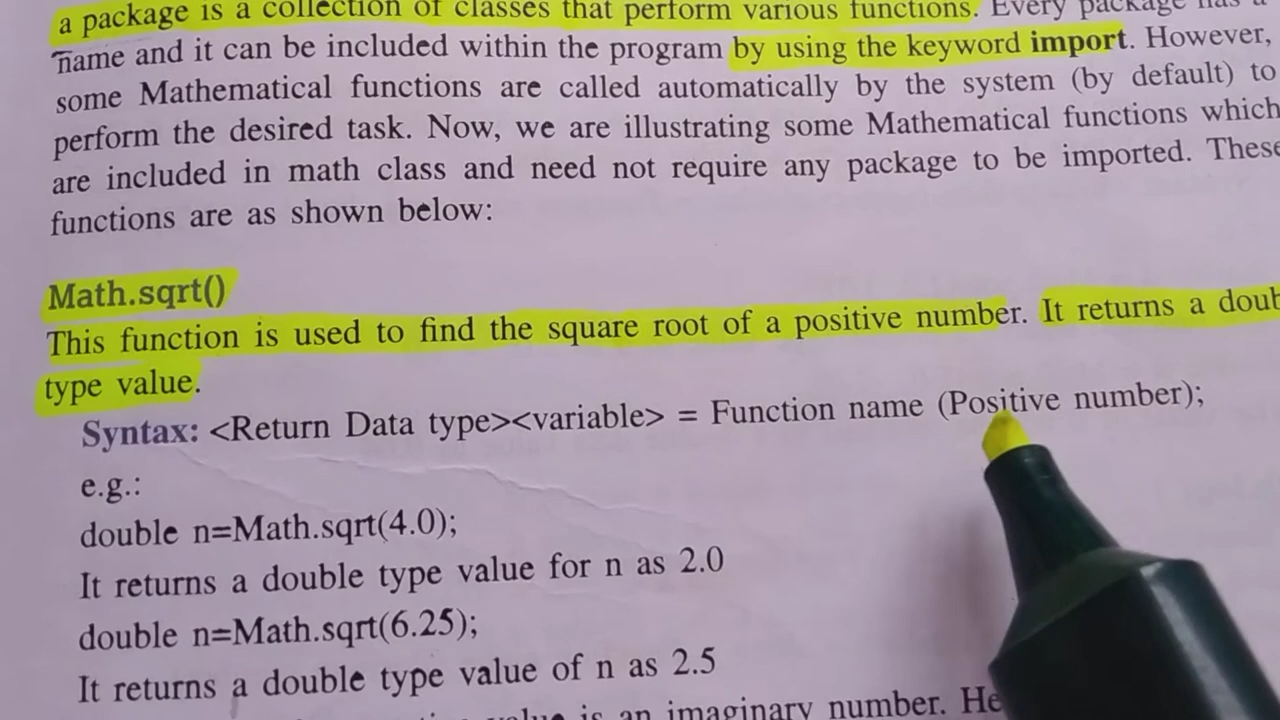 a package is a collection of classes that perform various functions. Every package has a
name and it can be included within the program by using the keyword import. However,
some Mathematical functions are called automatically by the system (by default) to
perform the desired task. Now, we are illustrating some Mathematical functions which
are included in math class and need not require any package to be imported. These
functions are as shown below:
Math.sqrt()
This function is used to find the square root of a positive number. It returns a doub
type value.
Syntax: <Return Data type><variable> = Function name (Positive number);
e.g.:
double n=Math.sqrt(4.0);
It returns a double type value for n as 2.0
double n=Math.sqrt(6.25);
It returns a double type value of n as 2.5
value is an imaginary number. He